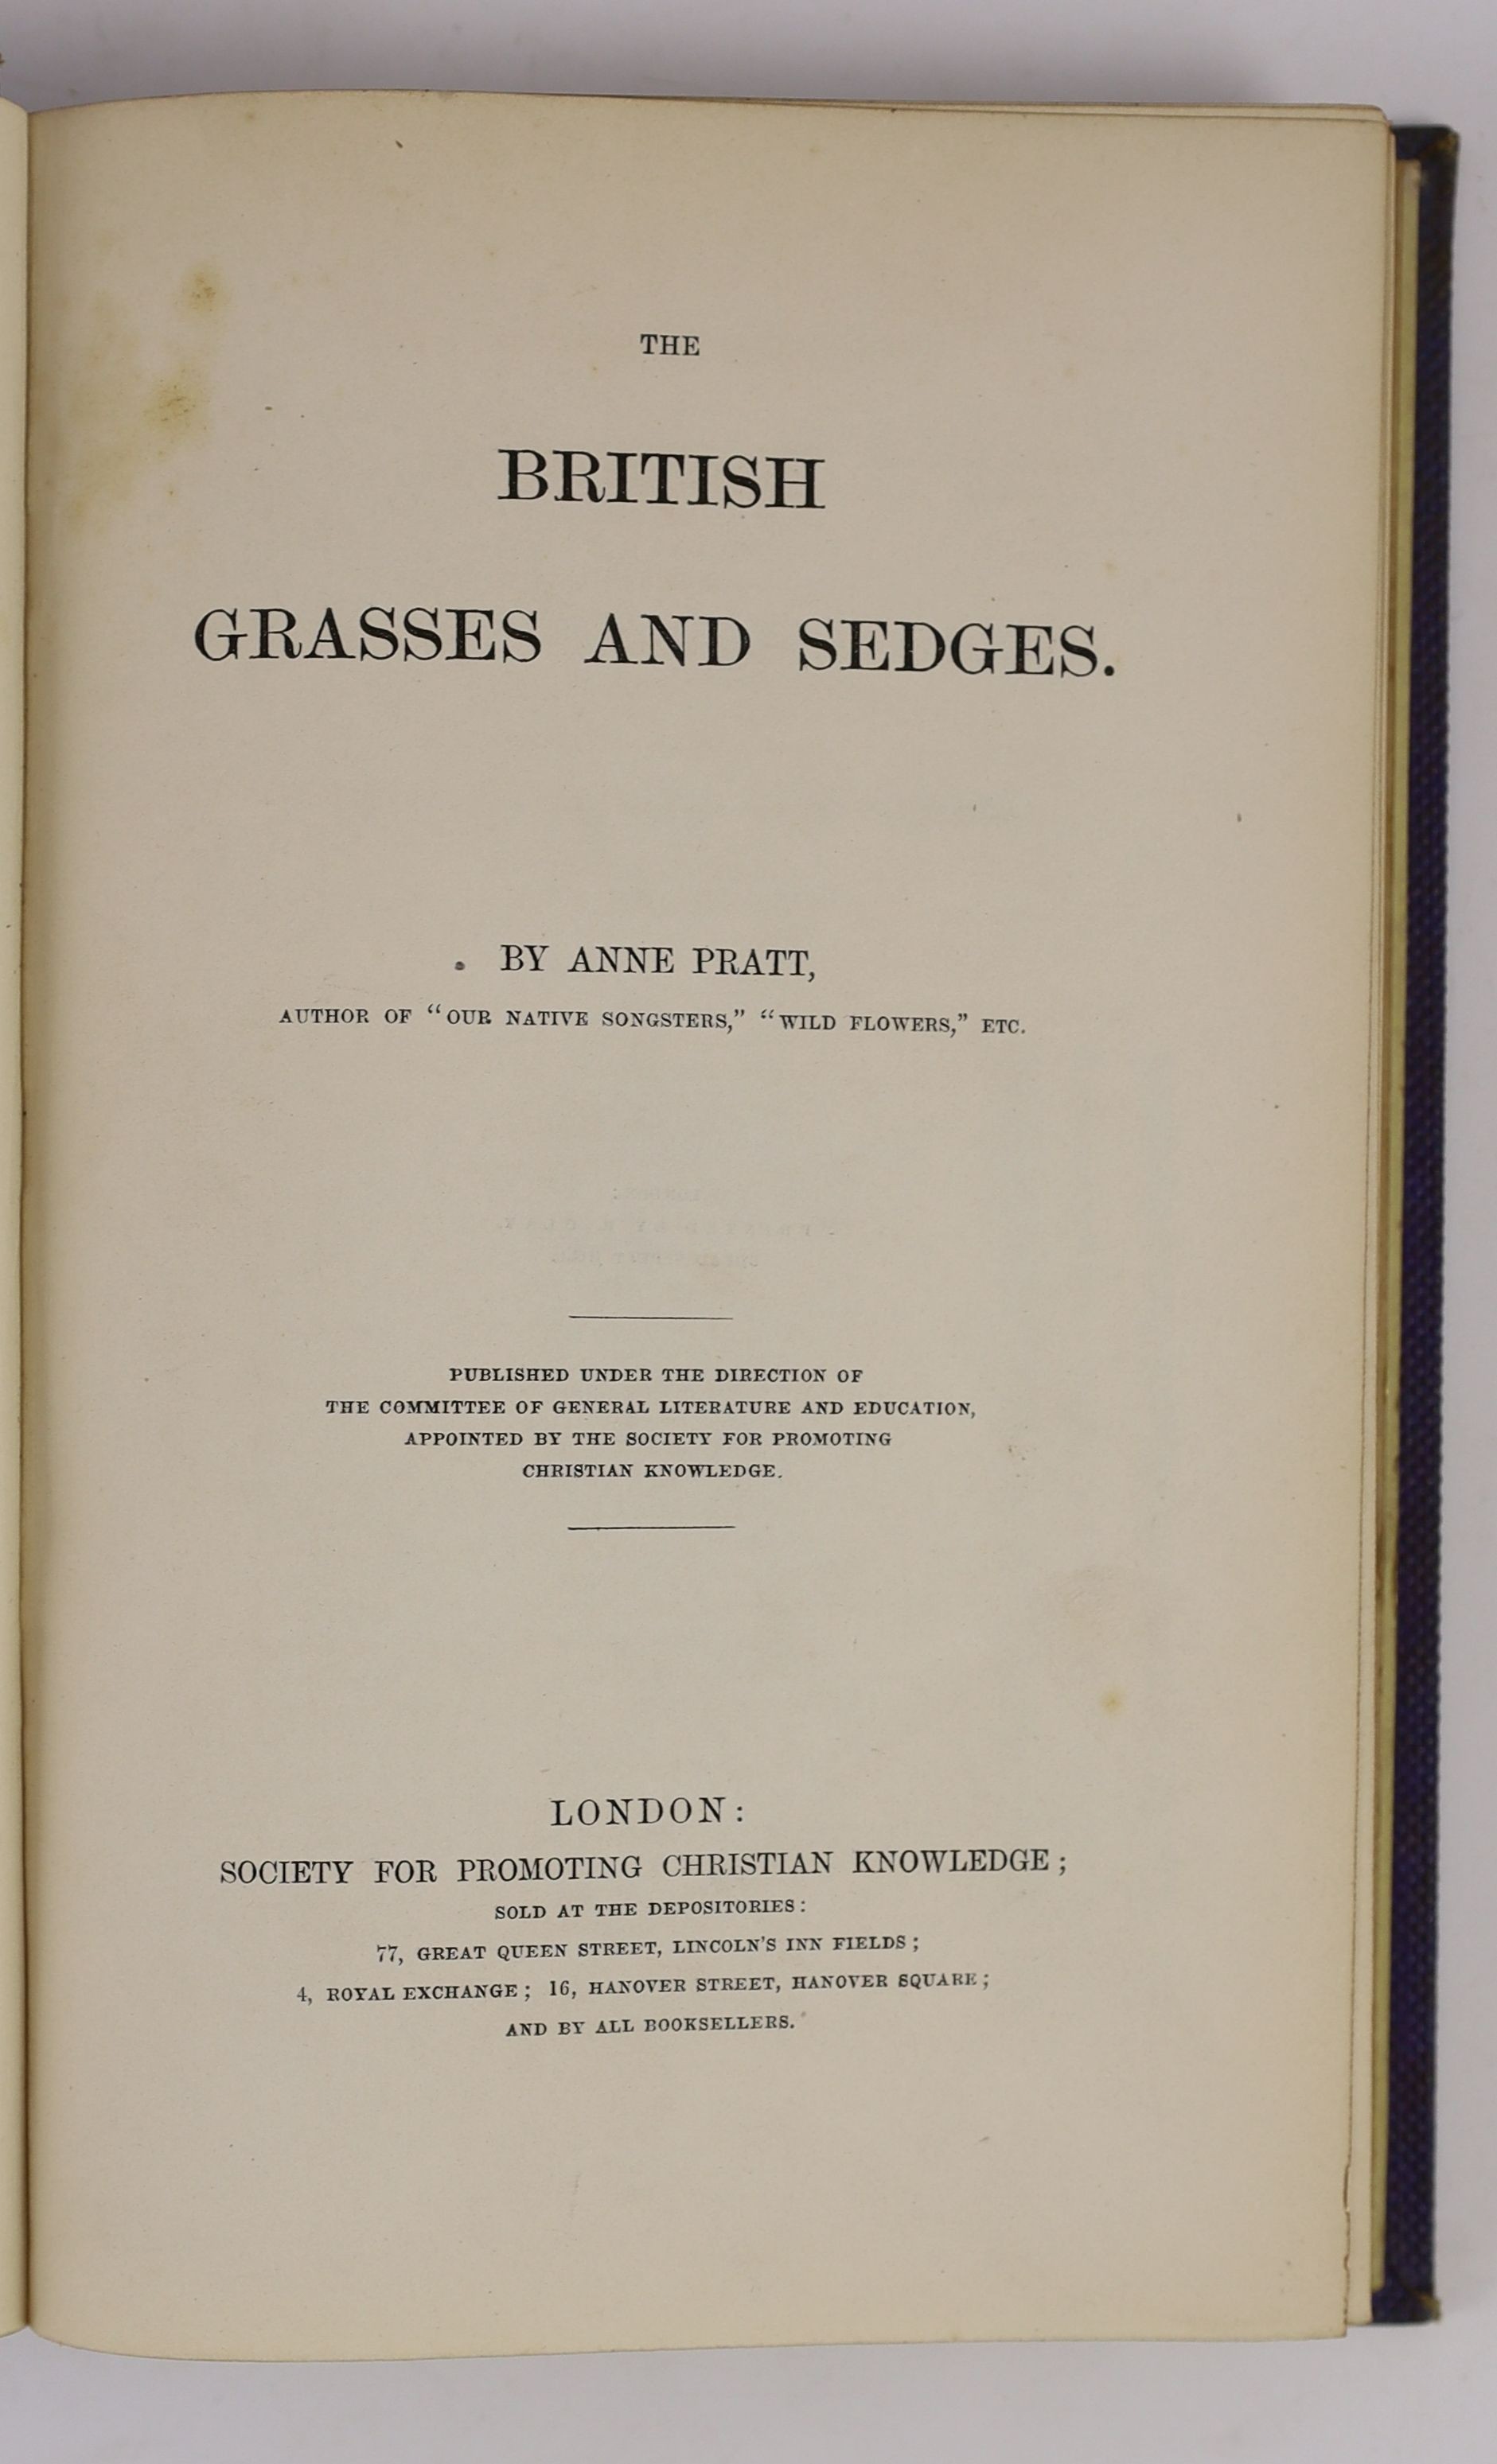 THE
BRITISH
GRASSES AND SEDGES.
BY ANNE PRATT,
AUTHOR OF “OUR NATIVE SONGSTERS,” “WILD FLOWERS,” ETC.
PUBLISHED UNDER THE DIRECTION OF
THE COMMITTEE OF GENERAL LITERATURE AND EDUCATION,
APPOINTED BY THE SOCIETY FOR PROMOTING
CHRISTIAN KNOWLEDGE.
LONDON:
SOCIETY FOR PROMOTING CHRISTIAN KNOWLEDGE;
SOLD AT THE DEPOSITORIES:
77, GREAT QUEEN STREET, LINCOLN'S INN FIELDS;
4, ROYAL EXCHANGE; 16, HANOVER STREET, HANOVER SQUARE;
AND BY ALL BOOKSELLERS.